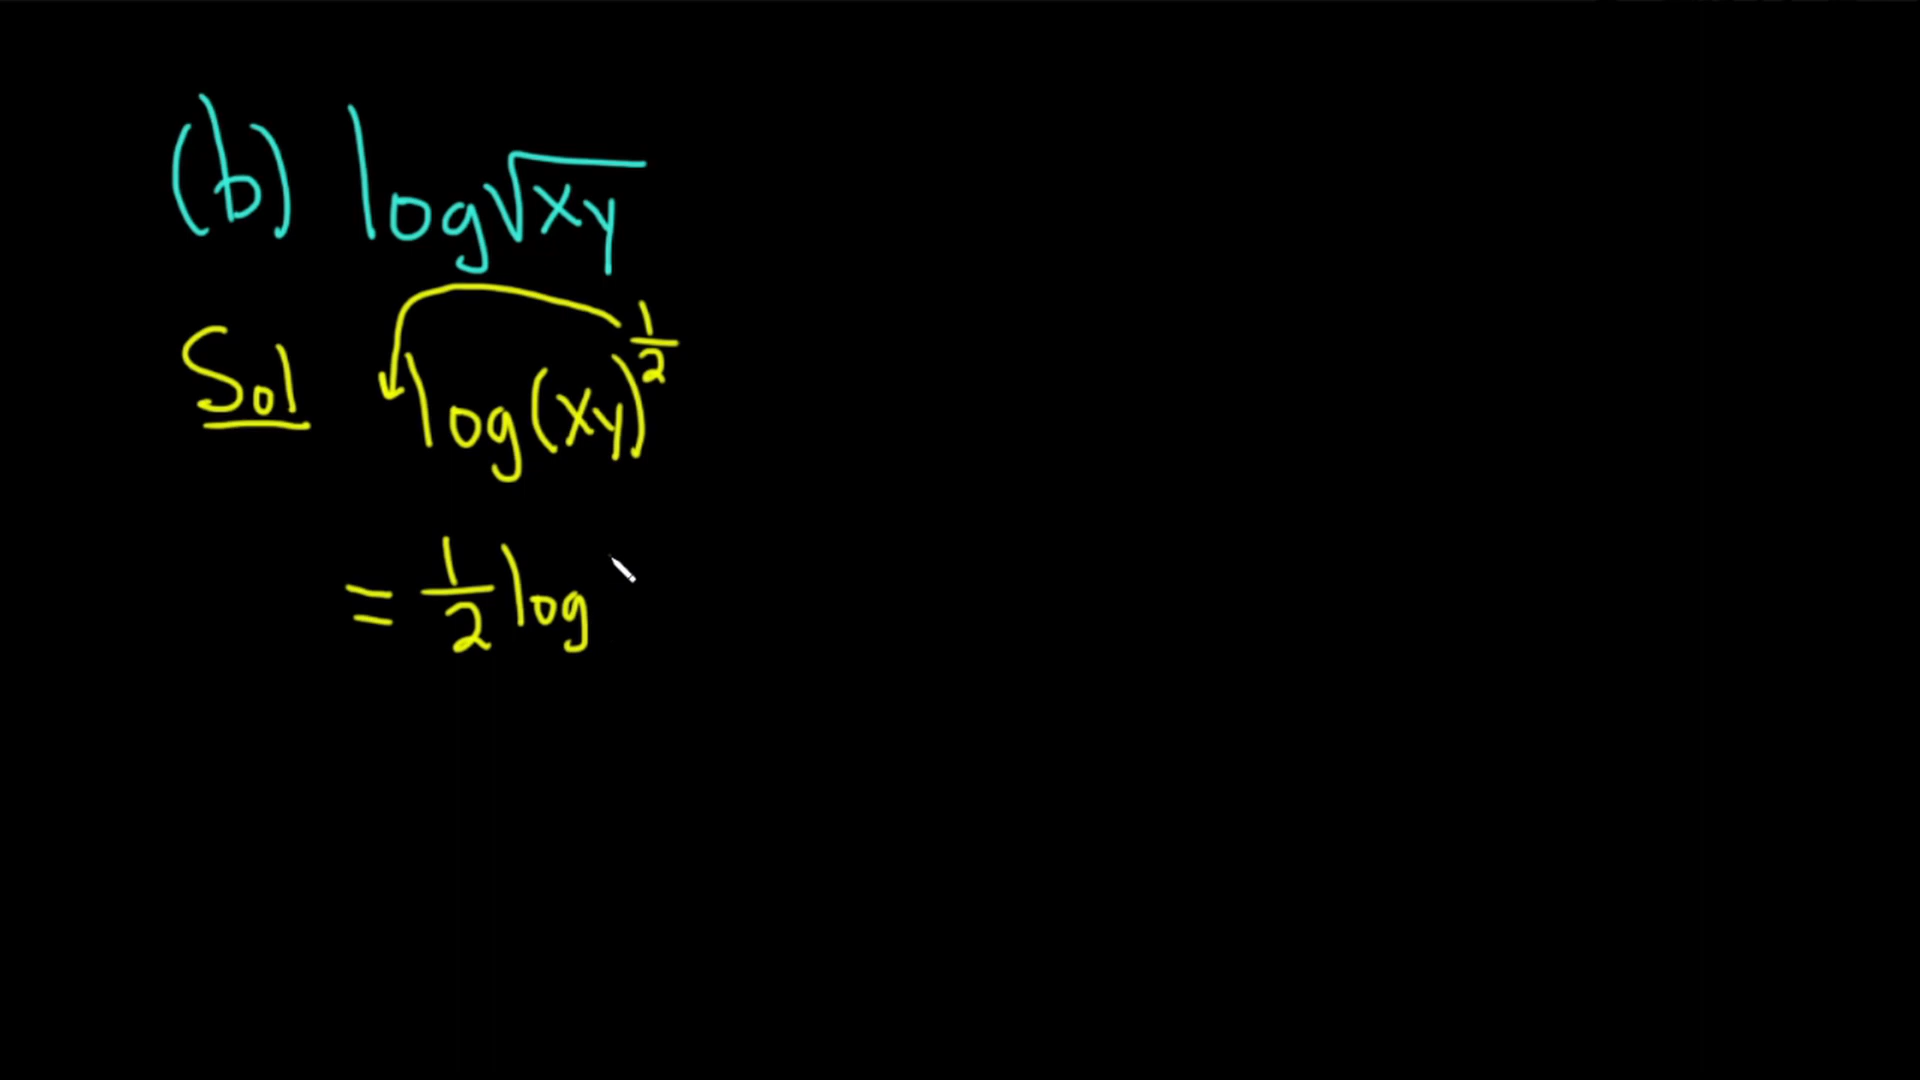 (b) log√xy
Sol log(xy)^1/2
= 1/2 log